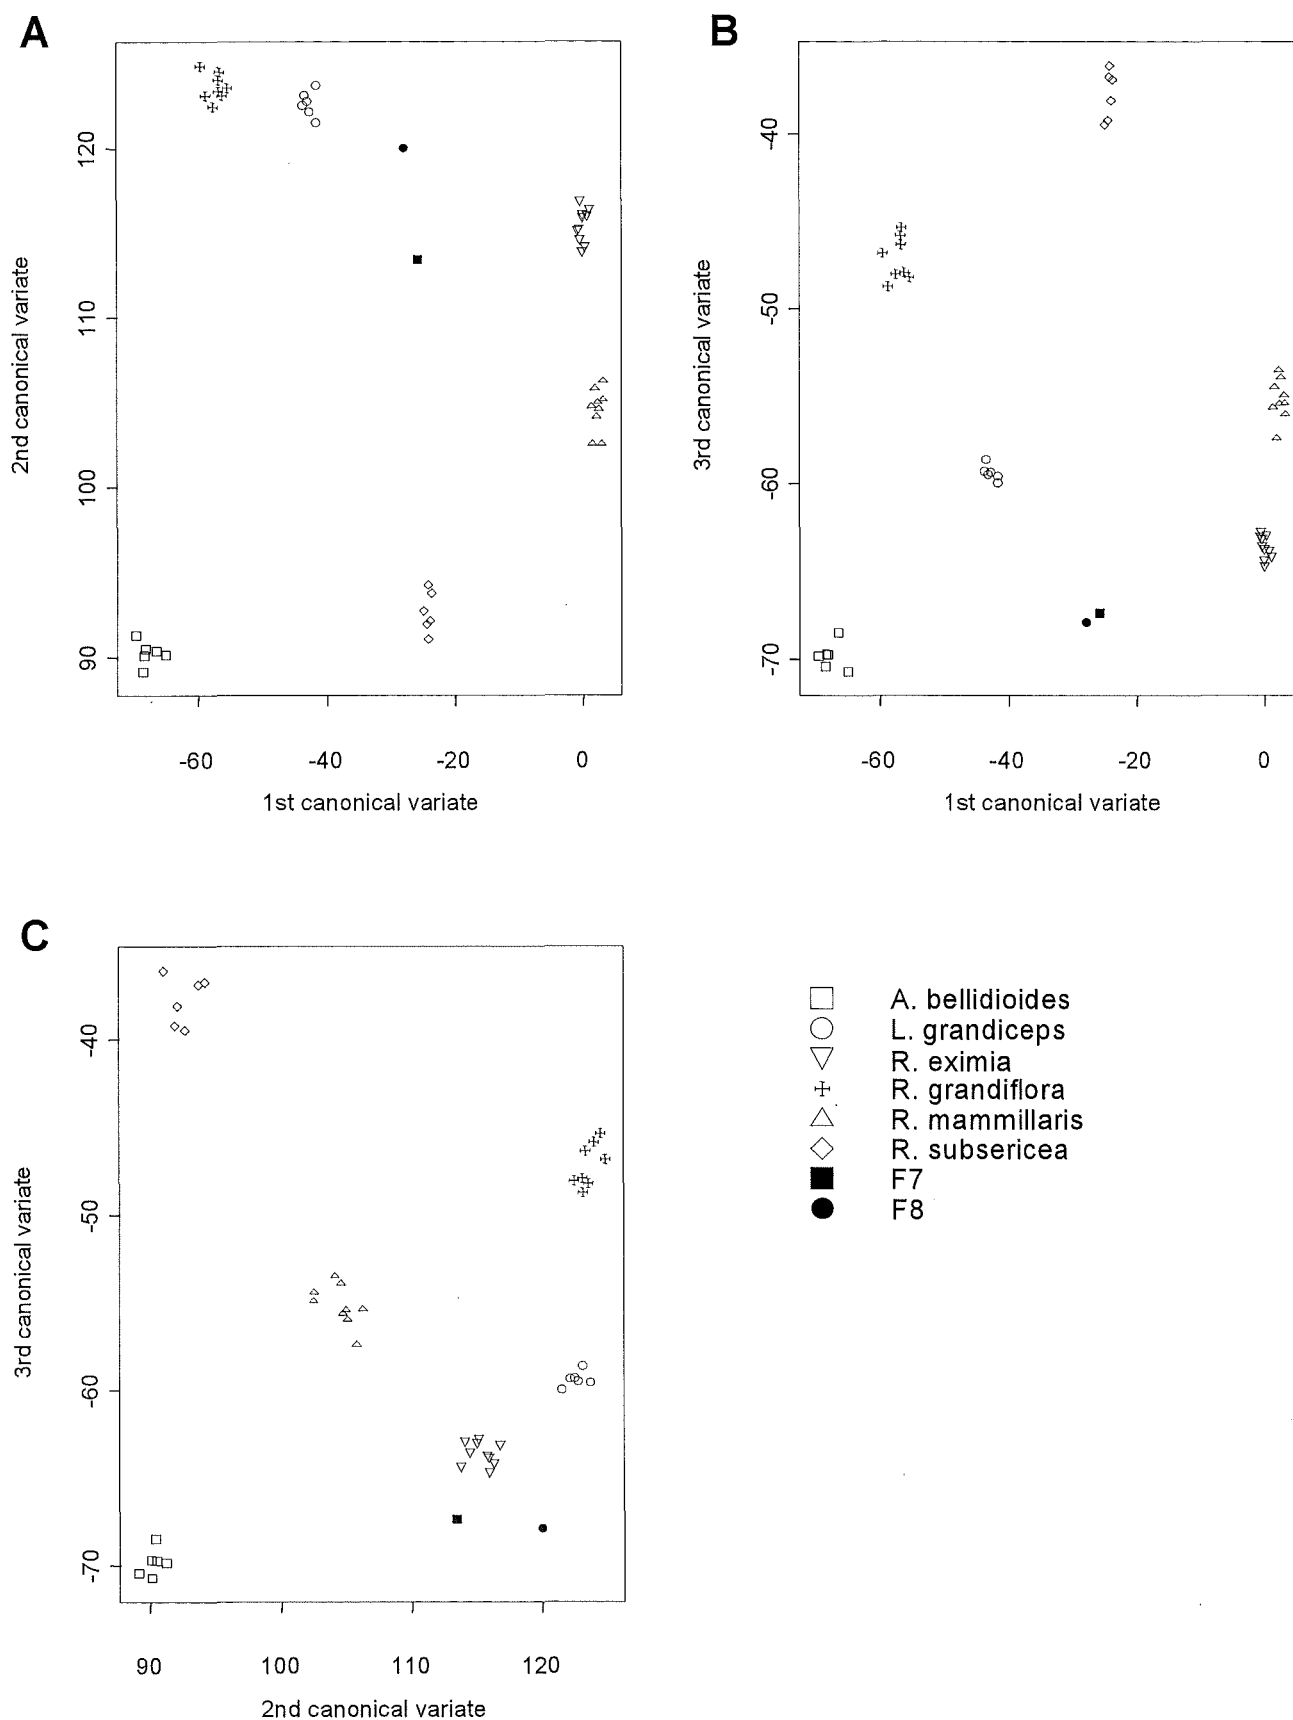 A
120
110
100
90
2nd canonical variate
-60 -40 -20 0
1st canonical variate
B
-40
-50
-60
-70
3rd canonical variate
-60 -40 -20 0
1st canonical variate
C
-40
-50
-60
-70
3rd canonical variate
90 100 110 120
2nd canonical variate
A. bellidioides
L. grandiceps
R. eximia
R. grandiflora
R. mammillaris
R. subsericea
F7
F8